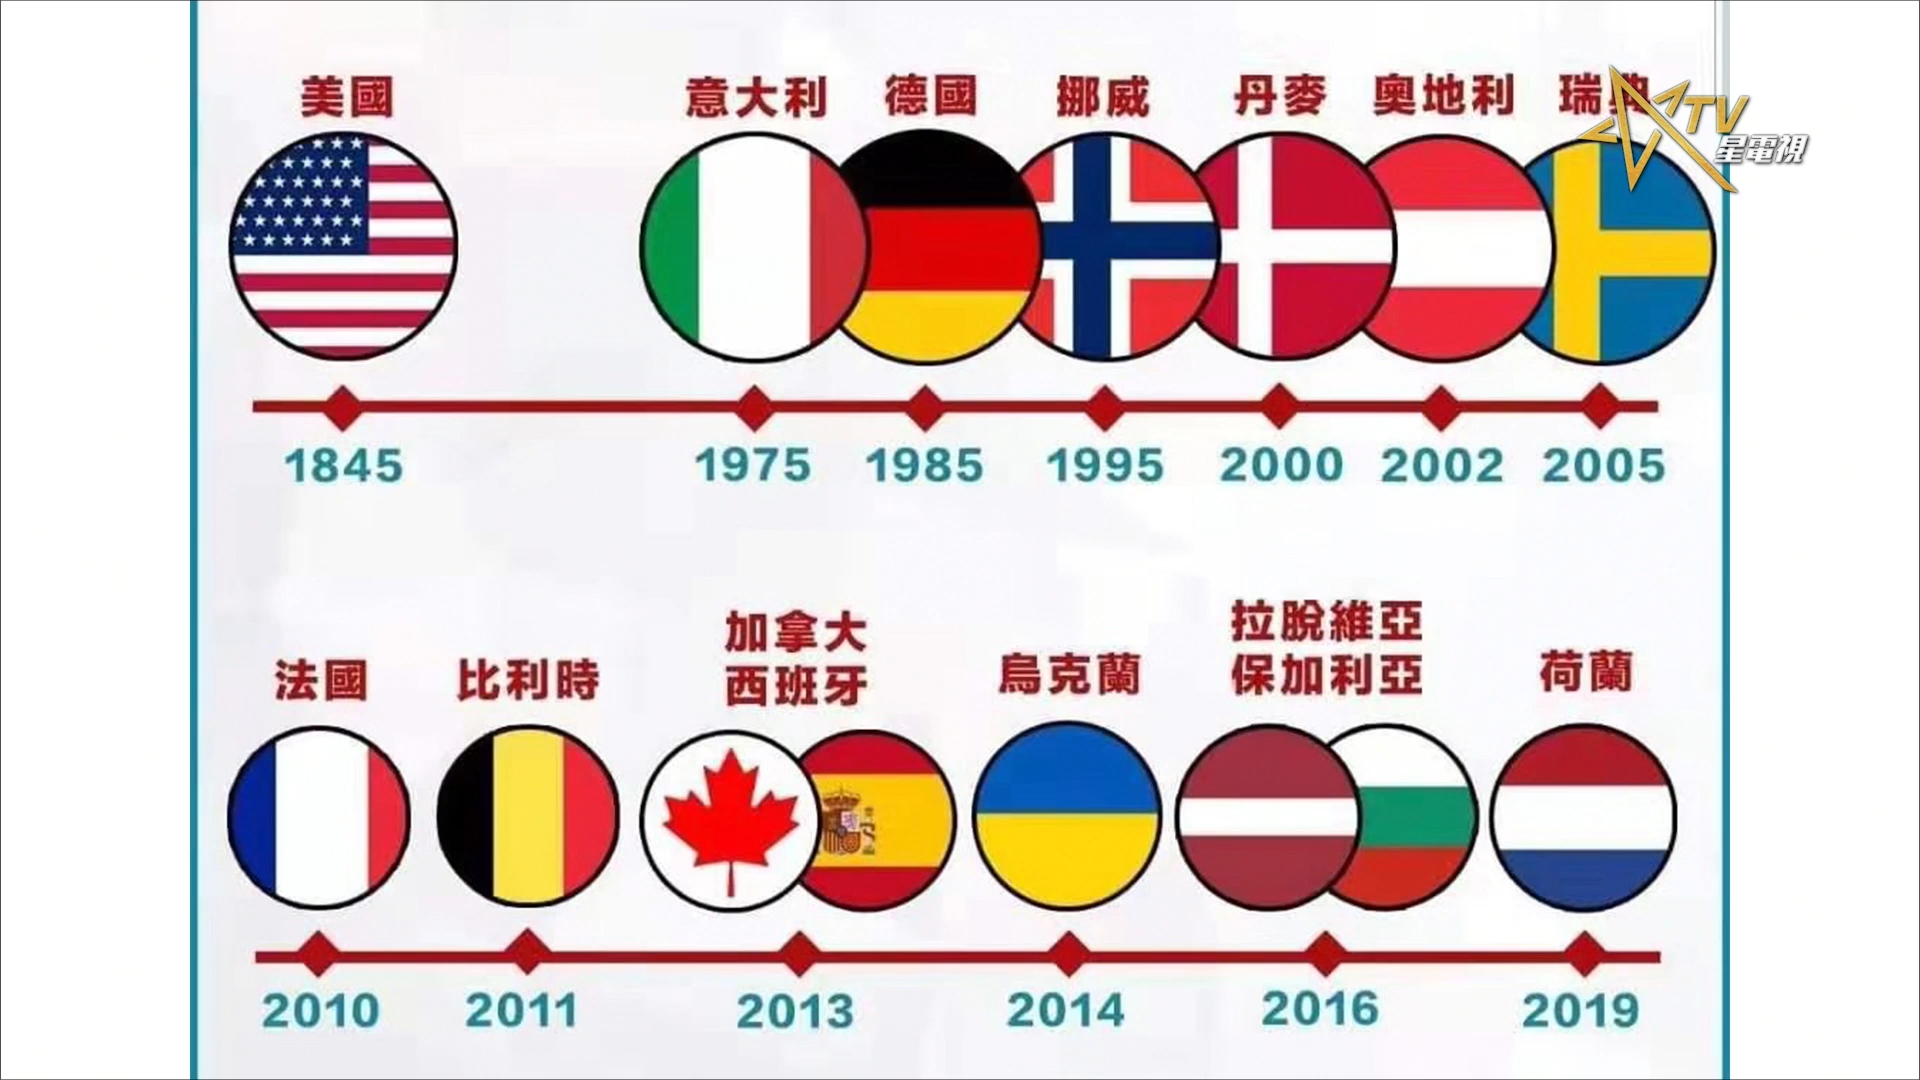 美國 意大利 德國 挪威 丹麥 奧地利 瑞典
TV
星電視
1845 1975 1985 1995 2000 2002 2005
加拿大
西班牙
拉脫維亞
保加利亞
法國 比利時 烏克蘭 荷蘭
2010 2011 2013 2014 2016 2019